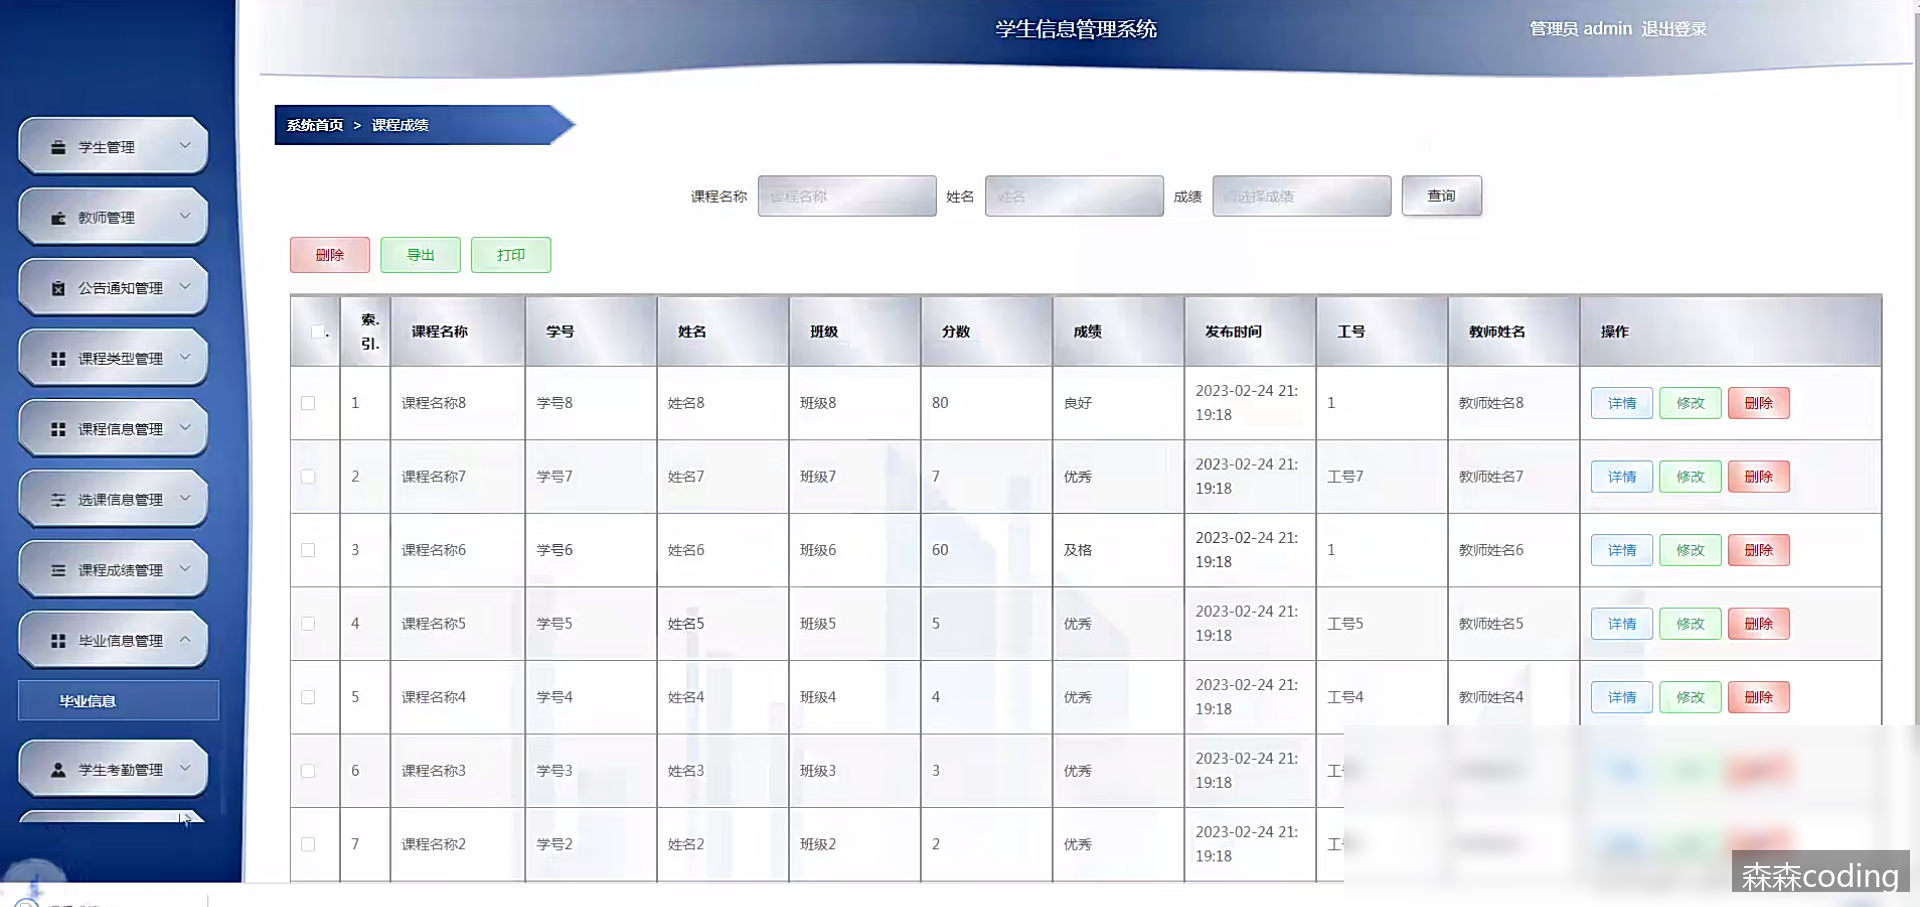 学生信息管理系统
管理员 admin 退出登录
系统首页 > 课程成绩
学生管理
教师管理
公告通知管理
课程类型管理
课程信息管理
选课信息管理
课程成绩管理
毕业信息管理
毕业信息
学生考勤管理
课程名称 课程名称 姓名 姓名 成绩 请选择成绩 查询
删除 导出 打印
索引. 课程名称 学号 姓名 班级 分数 成绩 发布时间 工号 教师姓名 操作
1 课程名称8 学号8 姓名8 班级8 80 良好 2023-02-24 21:19:18 1 教师姓名8 详情 修改 删除
2 课程名称7 学号7 姓名7 班级7 7 优秀 2023-02-24 21:19:18 工号7 教师姓名7 详情 修改 删除
3 课程名称6 学号6 姓名6 班级6 60 及格 2023-02-24 21:19:18 1 教师姓名6 详情 修改 删除
4 课程名称5 学号5 姓名5 班级5 5 优秀 2023-02-24 21:19:18 工号5 教师姓名5 详情 修改 删除
5 课程名称4 学号4 姓名4 班级4 4 优秀 2023-02-24 21:19:18 工号4 教师姓名4 详情 修改 删除
6 课程名称3 学号3 姓名3 班级3 3 优秀 2023-02-24 21:19:18 工
7 课程名称2 学号2 姓名2 班级2 2 优秀 2023-02-24 21:19:18 工
森森coding